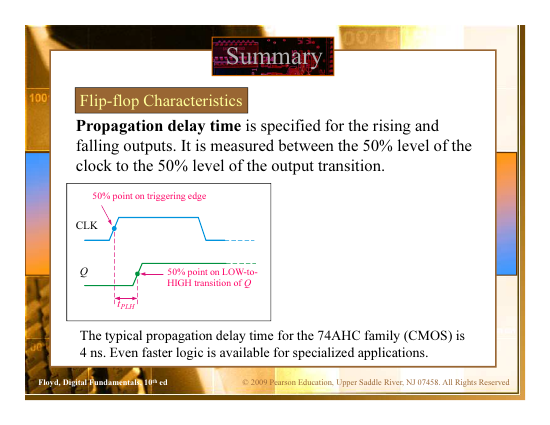 Summary
Flip-flop Characteristics
Propagation delay time is specified for the rising and
falling outputs. It is measured between the 50% level of the
clock to the 50% level of the output transition.
50% point on triggering edge
CLK
Q
50% point on LOW-to-
HIGH transition of Q
tPLH
The typical propagation delay time for the 74AHC family (CMOS) is
4 ns. Even faster logic is available for specialized applications.
Floyd, Digital Fundamentals, 10th ed
© 2009 Pearson Education, Upper Saddle River, NJ 07458. All Rights Reserved